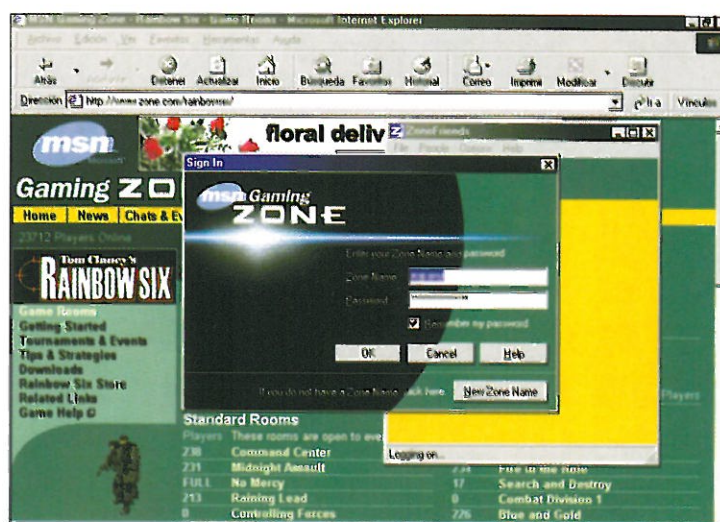 MSN Gaming Zone - Rainbow Six - Game Rooms - Microsoft Internet Explorer
Archivo Edición Ver Favoritos Herramientas Ayuda
Atrás Detener Actualizar Inicio Búsqueda Favoritos Historial Correo Imprimir Modificar Discutir
Dirección http://www.zone.com/rainbowsix/ Ir a Vínculos
msn
Microsoft
floral deliv
ZoneFriends
File People Help
Gaming ZO
Home News Chats & Ev
23712 Players Online
Tom Clancy's
RAINBOW SIX
Game Rooms
Getting Started
Tournaments & Events
Tips & Strategies
Downloads
Rainbow Six Store
Related Links
Game Help
Sign In
msn Gaming
ZONE
Enter your Zone Name and password
Zone Name
Password
Remember my password
OK Cancel Help
If you do not have a Zone Name, click here. New Zone Name
Players
Logging on...
Standard Rooms
Players These rooms are open to eve
238 Command Center
231 Midnight Assault
FULL No Mercy
213 Raining Lead
0 Controlling Forces
234 Fire in the Hole
17 Search and Destroy
0 Combat Division 1
226 Blue and Gold